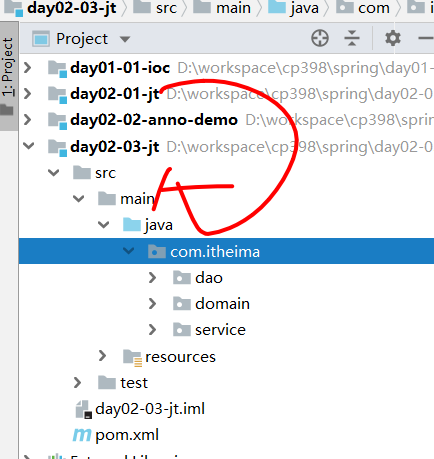 day02-03-jt src main java com i
1: Project
Project
day01-01-ioc D:\workspace\cp398\spring\day01-
day02-01-jt D:\workspace\cp398\spring\day02-0
day02-02-anno-demo D:\workspace\cp398\spring
day02-03-jt D:\workspace\cp398\spring\day02-0
src
main
java
com.itheima
dao
domain
service
resources
test
day02-03-jt.iml
pom.xml